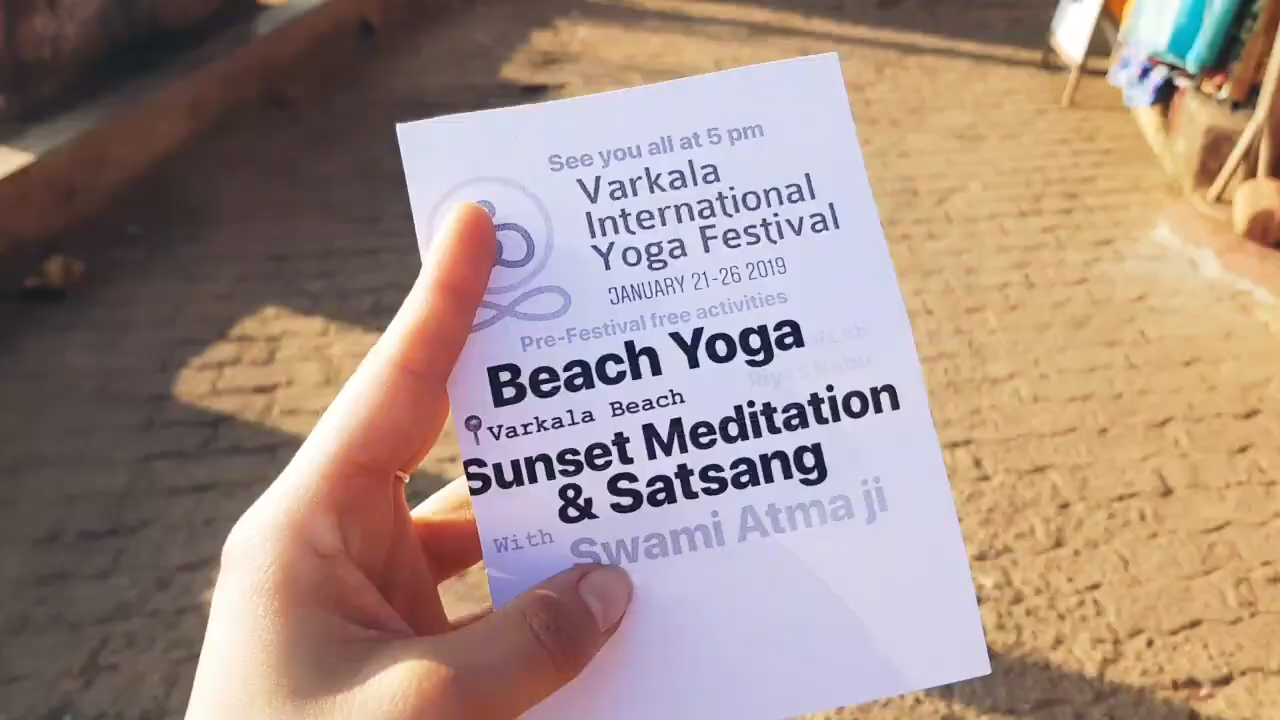 See you all at 5 pm
Varkala
International
Yoga Festival
JANUARY 21-26 2019
Pre-Festival free activities
Beach Yoga
With
Varkala Beach
Sunset Meditation
& Satsang
With Swami Atma ji